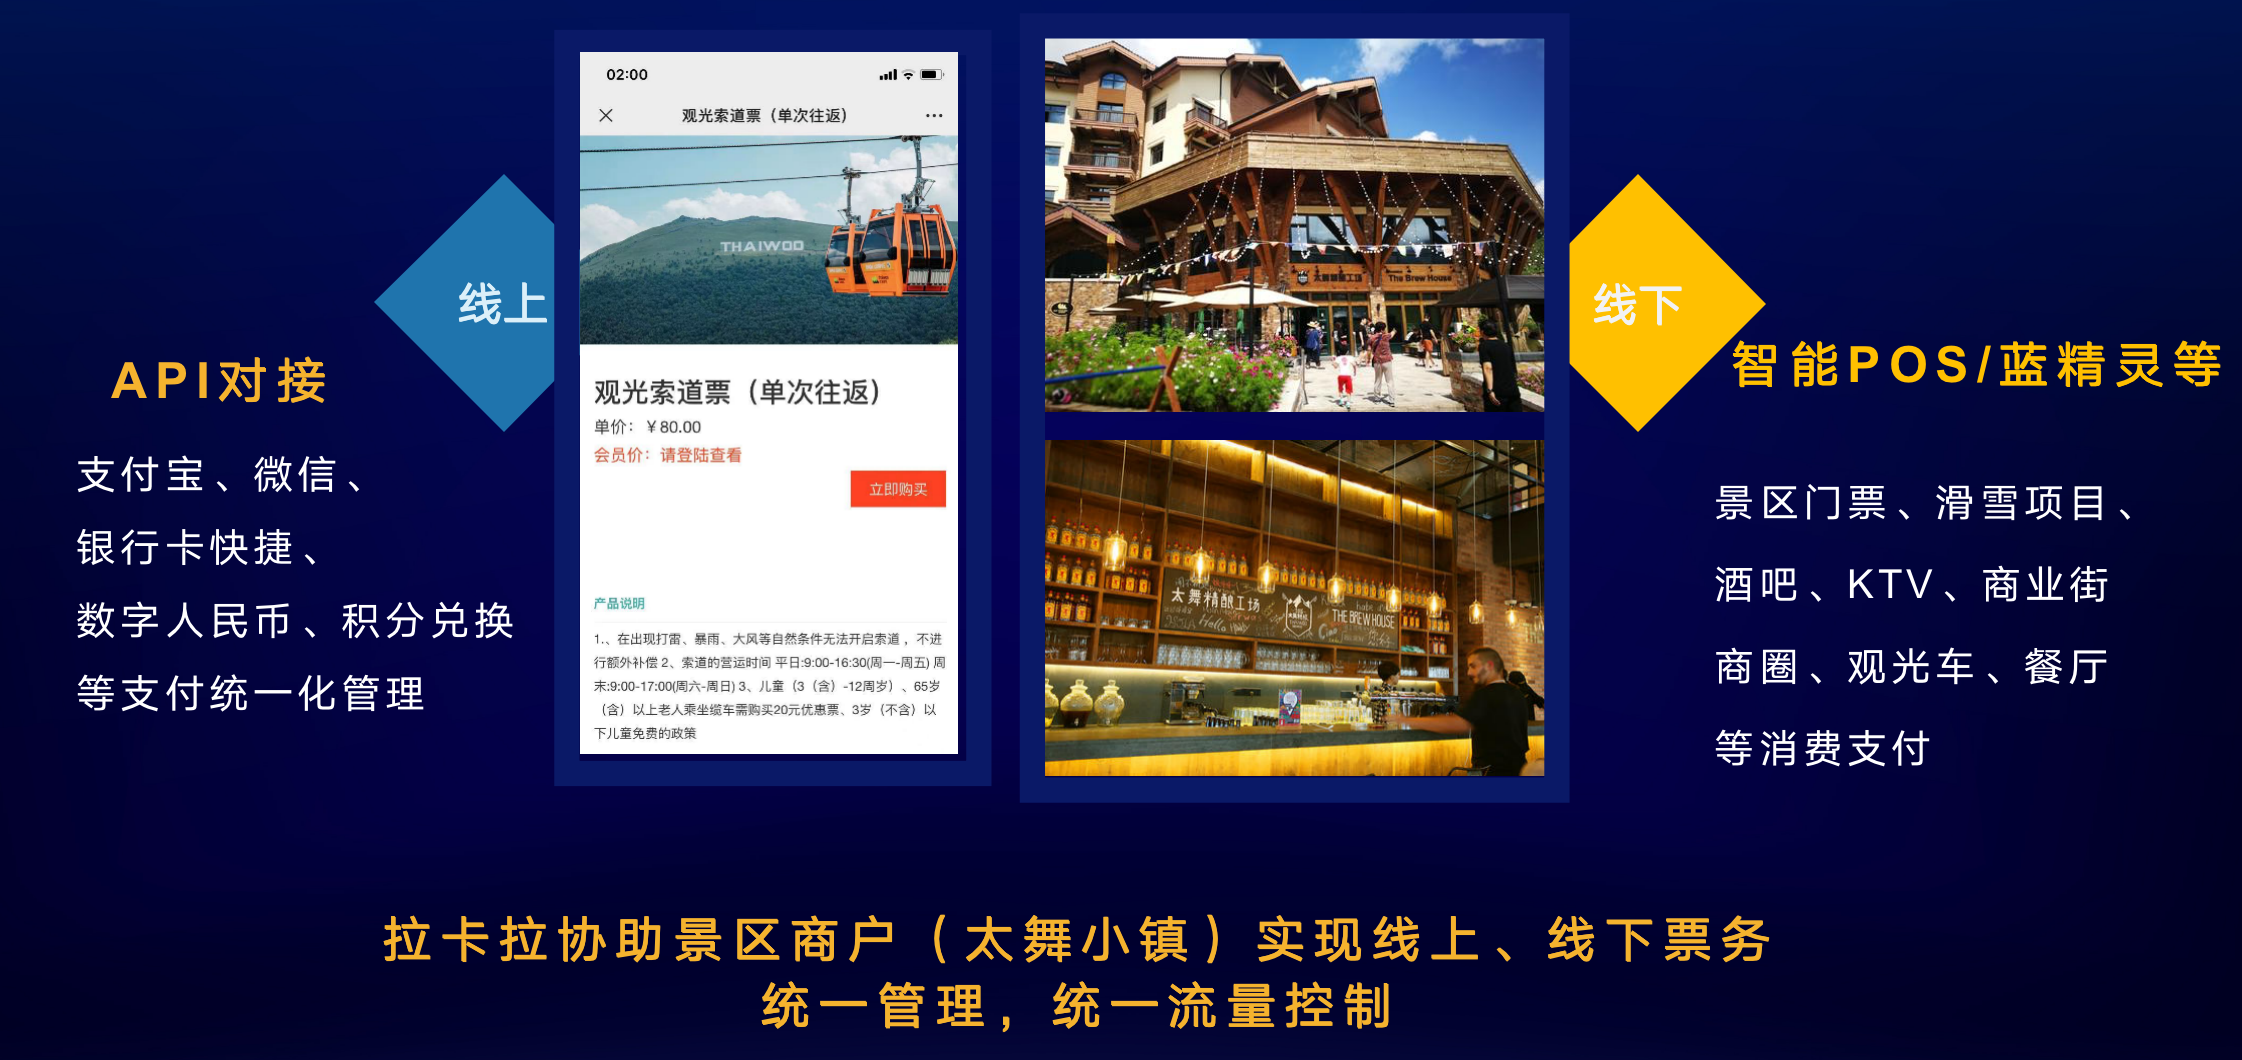 线上
API对接
支付宝、微信、
银行卡快捷、
数字人民币、积分兑换
等支付统一化管理
02:00
观光索道票（单次往返）
THAIWOO
观光索道票（单次往返）
单价：￥80.00
会员价：请登陆查看
立即购买
产品说明
1.、在出现打雷、暴雨、大风等自然条件无法开启索道， 不进
行额外补偿 2、索道的营运时间 平日:9:00-16:30(周一-周五) 周
末:9:00-17:00(周六-周日) 3、儿童（3（含）-12周岁）、65岁
（含）以上老人乘坐缆车需购买20元优惠票、3岁（不含）以
下儿童免费的政策
太舞精酿工场
The Brew House
太舞精酿工场
THE BREW HOUSE
Hello
线下
智能POS/蓝精灵等
景区门票、滑雪项目、
酒吧、KTV、商业街
商圈、观光车、餐厅
等消费支付
拉卡拉协助景区商户（太舞小镇）实现线上、线下票务
统一管理，统一流量控制